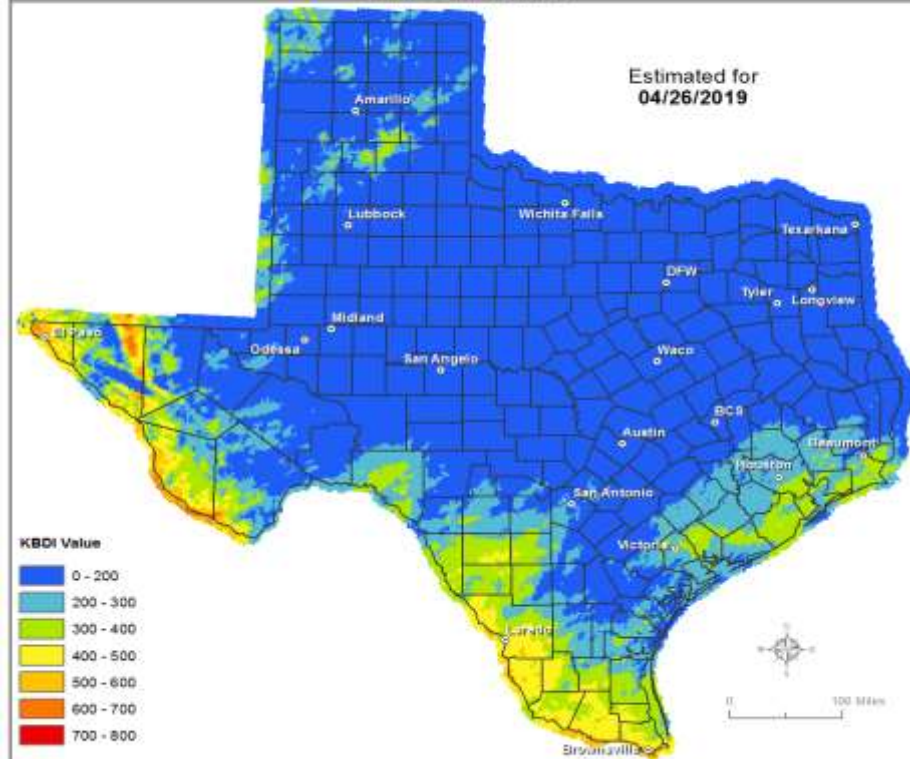 Estimated for
04/26/2019
Amarillo
Lubbock
Wichita Falls
Texarkana
DFW
Tyler
Longview
El Paso
Midland
Odessa
San Angelo
Waco
BCS
Austin
Beaumont
Houston
San Antonio
Victoria
Laredo
Brownsville
KBDI Value
0 - 200
200 - 300
300 - 400
400 - 500
500 - 600
600 - 700
700 - 800
0 100 Miles